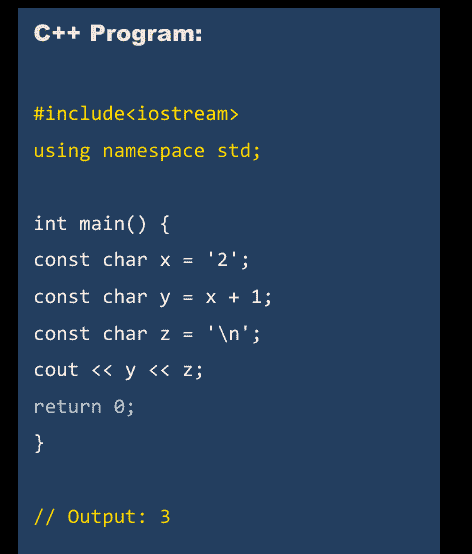 C++ Program:
#include<iostream>
using namespace std;
int main() {
const char x = '2';
const char y = x + 1;
const char z = '\n';
cout << y << z;
return 0;
}
// Output: 3